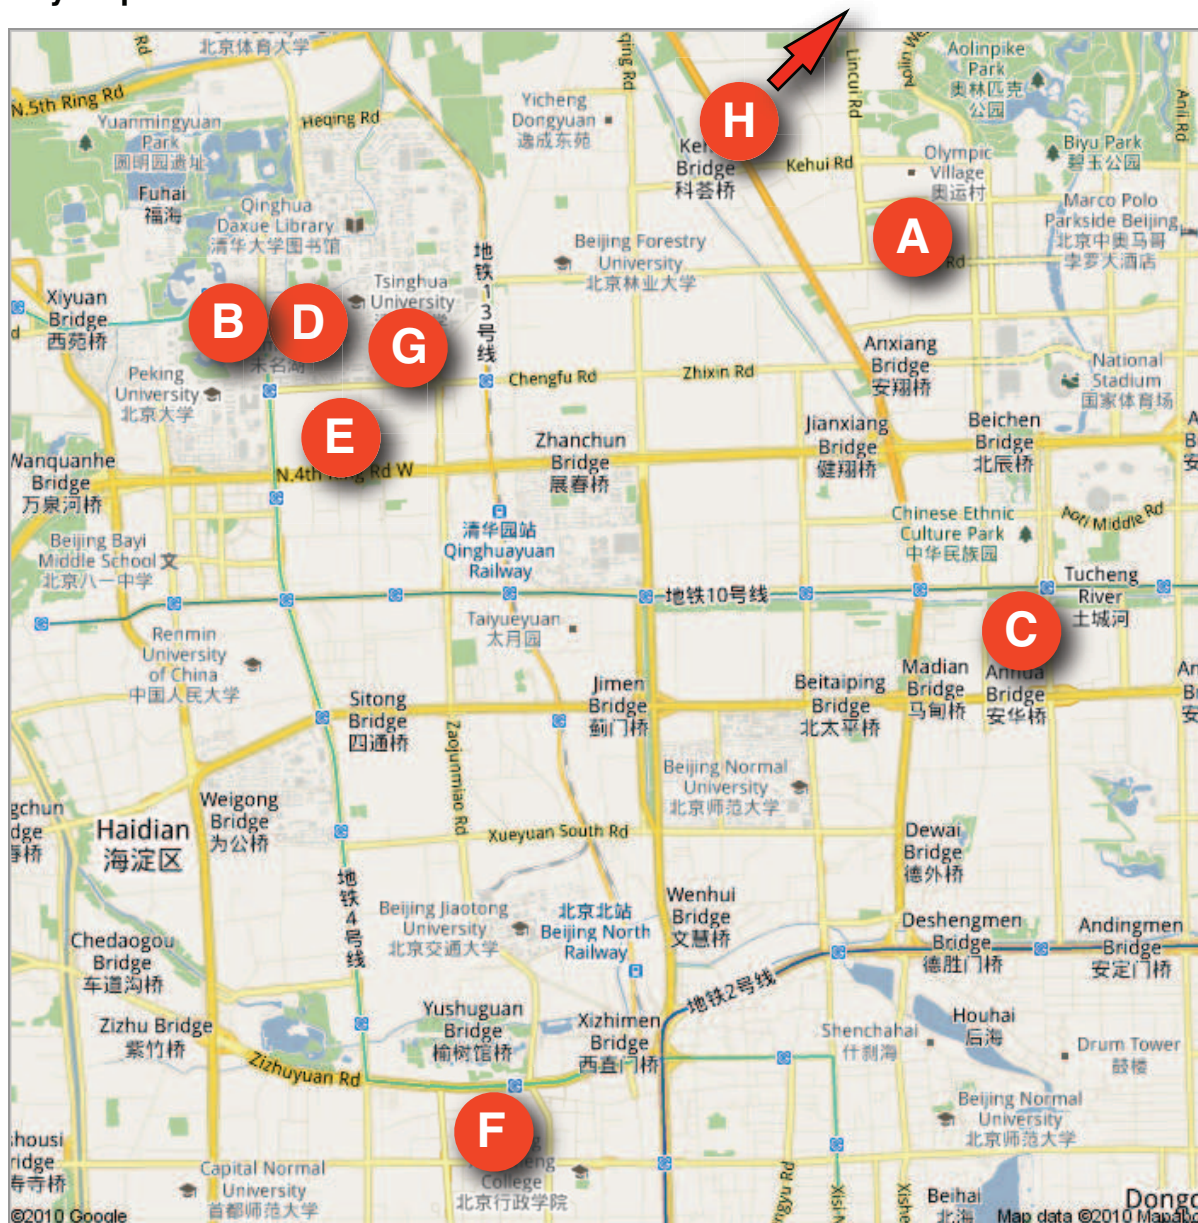 Rd
北京体育大学
N.5th Ring Rd
Heqing Rd
Yuanmingyuan
Park
圆明园遗址
Fuhai
福海
Qinghua
Daxue Library
清华大学图书馆
Yicheng
Dongyuan
逸成东苑
qing Rd
H
Bridge
科荟桥
Kehui Rd
Lincui Rd
Aolinpike
Park
奥林匹克
公园
Anli Rd
Biyu Park
碧玉公园
Olympic
Village
奥运村
Marco Polo
Parkside Beijing
北京中奥马哥
孛罗大酒店
A
Rd
Beijing Forestry
University
北京林业大学
地铁13号线
Tsinghua
University
Xiyuan
Bridge
西苑桥
B
D
G
未名湖
Peking
University
北京大学
Chengfu Rd
Zhixin Rd
Anxiang
Bridge
安翔桥
National
Stadium
国家体育场
E
N.4th Ring Rd W
Zhanchun
Bridge
展春桥
Jianxiang
Bridge
健翔桥
Beichen
Bridge
北辰桥
Wanquanhe
Bridge
万泉河桥
Beijing Bayi
Middle School
北京八一中学
清华园站
Qinghuayuan
Railway
Chinese Ethnic
Culture Park
中华民族园
Middle Rd
地铁10号线
Tucheng
River
土城河
Taiyueyuan
太月园
C
Renmin
University
of China
中国人民大学
Sitong
Bridge
四通桥
Jimen
Bridge
蓟门桥
Beitaiping
Bridge
北太平桥
Madian
Bridge
马甸桥
Anhua
Bridge
安华桥
Zaojunmiao Rd
Beijing Normal
University
北京师范大学
Weigong
Bridge
为公桥
Haidian
海淀区
Xueyuan South Rd
Dewai
Bridge
德外桥
地铁4号线
Beijing Jiaotong
University
北京交通大学
北京北站
Beijing North
Railway
Wenhui
Bridge
文慧桥
Deshengmen
Bridge
德胜门桥
Andingmen
Bridge
安定门桥
Chedaogou
Bridge
车道沟桥
地铁2号线
Zizhu Bridge
紫竹桥
Yushuguan
Bridge
榆树馆桥
Xizhimen
Bridge
西直门桥
Shenchahai
什刹海
Houhai
后海
Drum Tower
鼓楼
Zizhuyuan Rd
Beijing Normal
University
北京师范大学
F
College
北京行政学院
Capital Normal
University
首都师范大学
Beihai
北海
©2010 Google
Map data ©2010 Mapabc